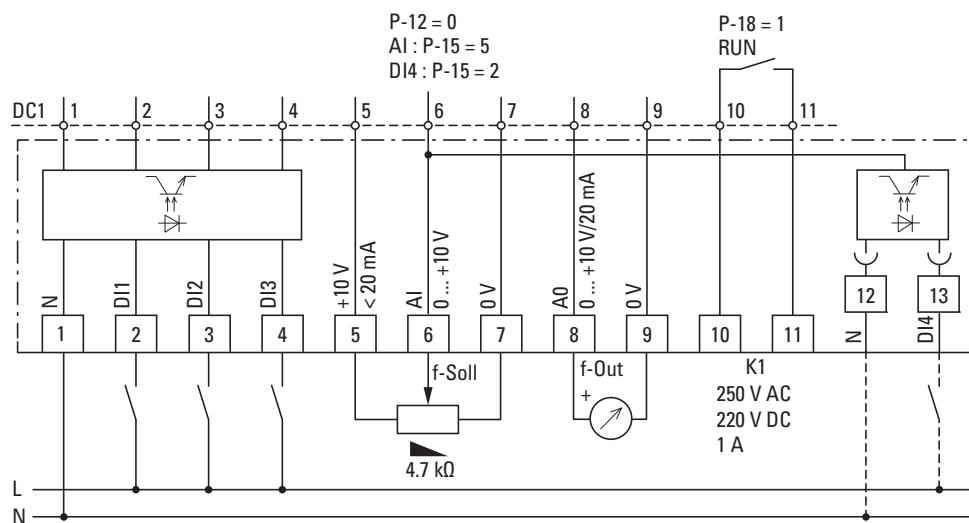 P-12 = 0
AI : P-15 = 5
DI4 : P-15 = 2
P-18 = 1
RUN
DC1 1 2 3 4 5 6 7 8 9 10 11
N
DI1
DI2
DI3
+10 V
< 20 mA
AI
0 ... +10 V
0 V
A0
0 ... +10 V/20 mA
0 V
12 13
N
DI4
1 2 3 4 5 6 7 8 9 10 11
f-Soll
f-Out
+
K1
250 V AC
220 V DC
1 A
4.7 kΩ
L
N